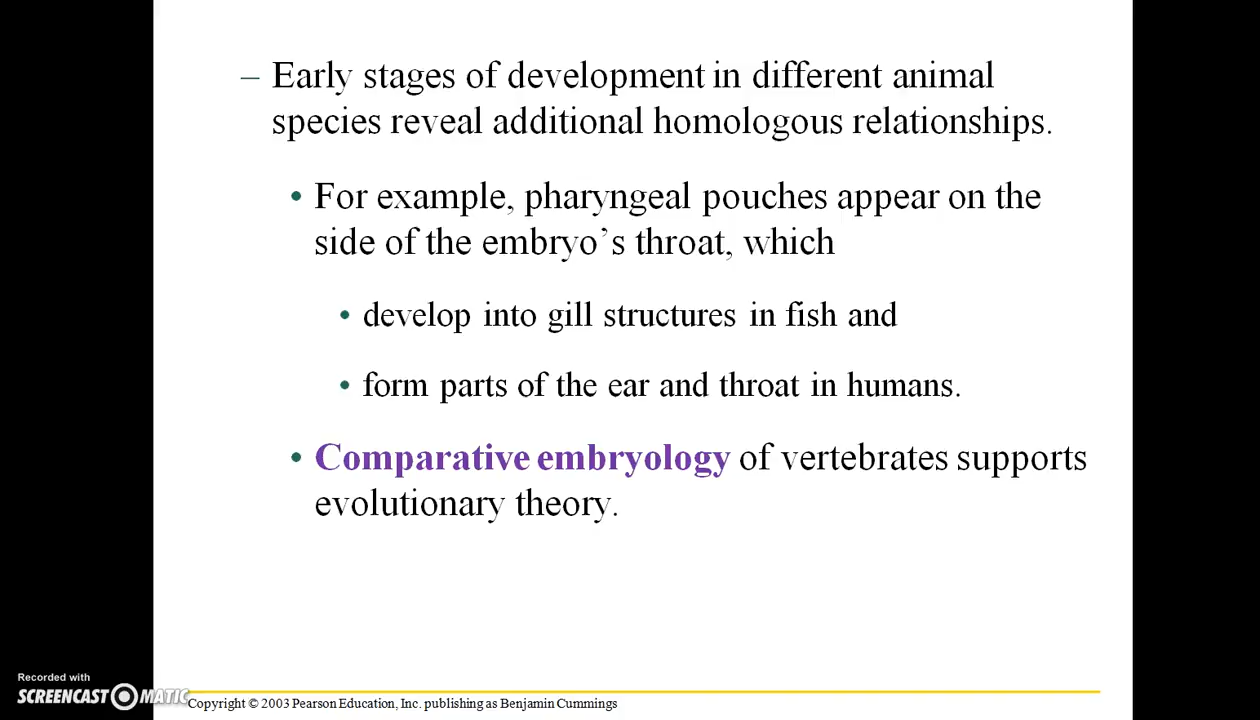 – Early stages of development in different animal
species reveal additional homologous relationships.
• For example, pharyngeal pouches appear on the
side of the embryo’s throat, which
• develop into gill structures in fish and
• form parts of the ear and throat in humans.
• Comparative embryology of vertebrates supports
evolutionary theory.
Recorded with
SCREENCAST MATIC
Copyright © 2003 Pearson Education, Inc. publishing as Benjamin Cummings